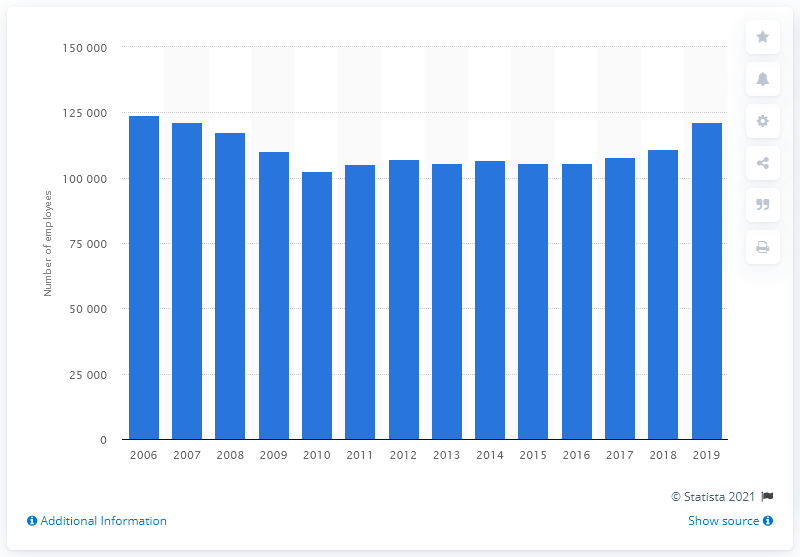 150 000
125 000
100 000
75 000
50 000
25 000
0
Number of employees
2006 2007 2008 2009 2010 2011 2012 2013 2014 2015 2016 2017 2018 2019
© Statista 2021
Additional Information
Show source